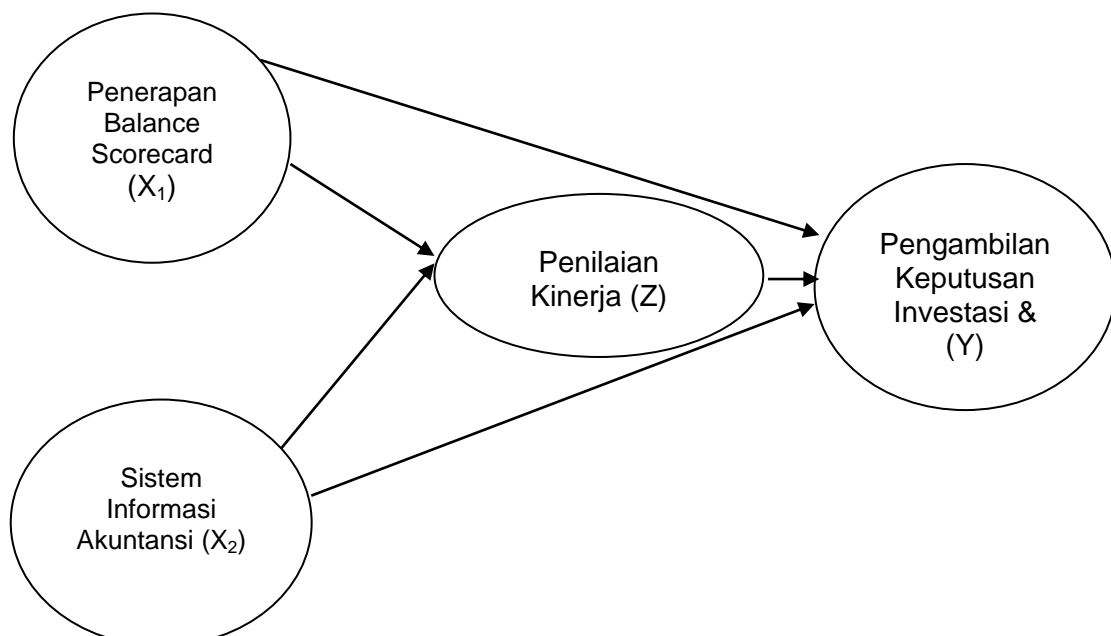 Penerapan
Balance
Scorecard
(X₁)
Penilaian
Kinerja (Z)
Pengambilan
Keputusan
Investasi &
(Y)
Sistem
Informasi
Akuntansi (X₂)